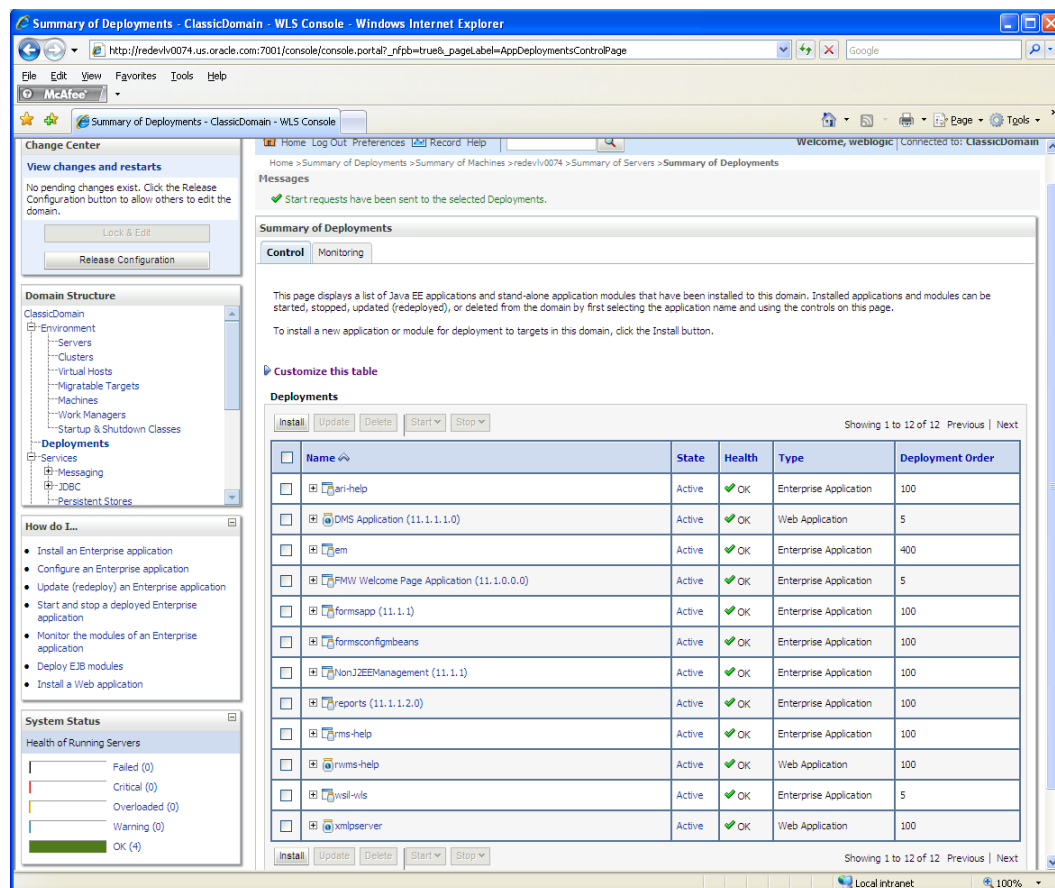 Summary of Deployments - ClassicDomain - WLS Console - Windows Internet Explorer
http://redevlv0074.us.oracle.com:7001/console/console.portal?_nfpb=true&_pageLabel=AppDeploymentsControlPage
Google
File Edit View Favorites Tools Help
McAfee
Summary of Deployments - ClassicDomain - WLS Console
Page Tools
Change Center
View changes and restarts
No pending changes exist. Click the Release
Configuration button to allow others to edit the
domain.
Lock & Edit
Release Configuration
Domain Structure
ClassicDomain
Environment
Servers
Clusters
Virtual Hosts
Migratable Targets
Machines
Work Managers
Startup & Shutdown Classes
Deployments
Services
Messaging
JDBC
Persistent Stores
How do I...
Install an Enterprise application
Configure an Enterprise application
Update (redeploy) an Enterprise application
Start and stop a deployed Enterprise
application
Monitor the modules of an Enterprise
application
Deploy EJB modules
Install a Web application
System Status
Health of Running Servers
Failed (0)
Critical (0)
Overloaded (0)
Warning (0)
OK (4)
Home Log Out Preferences Record Help
Welcome, weblogic Connected to: ClassicDomain
Home >Summary of Deployments >Summary of Machines >redevlv0074 >Summary of Servers >Summary of Deployments
Messages
Start requests have been sent to the selected Deployments.
Summary of Deployments
Control Monitoring
This page displays a list of Java EE applications and stand-alone application modules that have been installed to this domain. Installed applications and modules can be
started, stopped, updated (redeployed), or deleted from the domain by first selecting the application name and using the controls on this page.
To install a new application or module for deployment to targets in this domain, click the Install button.
Customize this table
Deployments
Install Update Delete Start Stop
Showing 1 to 12 of 12 Previous | Next
Name State Health Type Deployment Order
ari-help Active OK Enterprise Application 100
DMS Application (11.1.1.1.0) Active OK Web Application 5
em Active OK Enterprise Application 400
FMW Welcome Page Application (11.1.0.0.0) Active OK Enterprise Application 5
formsapp (11.1.1) Active OK Enterprise Application 100
formsconfigmbeans Active OK Enterprise Application 100
NonJ2EEManagement (11.1.1) Active OK Enterprise Application 100
reports (11.1.1.2.0) Active OK Enterprise Application 100
rms-help Active OK Enterprise Application 100
rwms-help Active OK Web Application 100
wsil-wls Active OK Enterprise Application 5
xmlpserver Active OK Web Application 100
Install Update Delete Start Stop
Showing 1 to 12 of 12 Previous | Next
Local intranet
100%